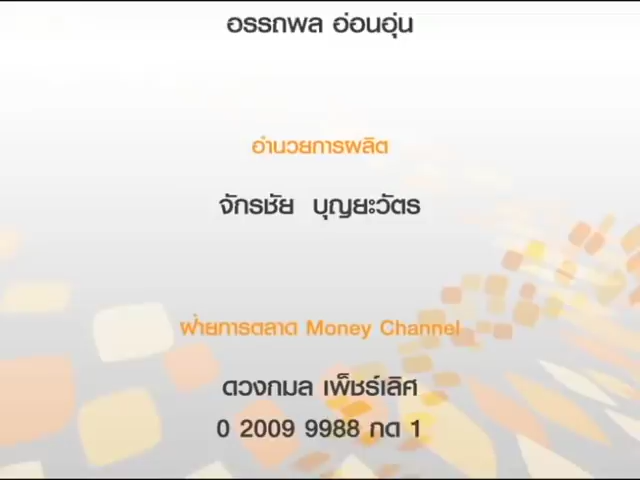 อรรถพล อ่อนอุ่น
อำนวยการผลิต
จักรชัย บุญยะวัตร
ฝ่ายการตลาด Money Channel
ดวงกมล เพ็ชร์เลิศ
0 2009 9988 กด 1